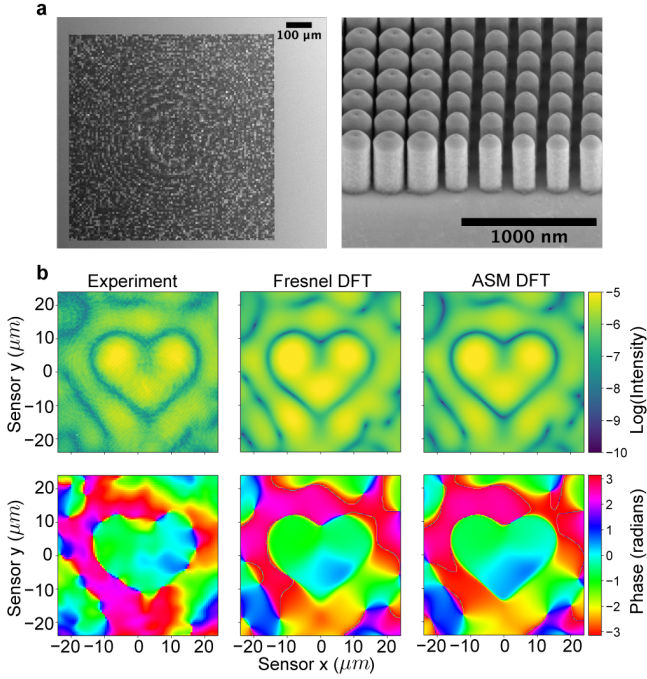 a
100 µm
1000 nm
b
Experiment Fresnel DFT ASM DFT
Sensor y (µm)
20
10
0
−10
−20
−5
−6
−7
−8
−9
−10
Log(Intensity)
Sensor y (µm)
20
10
0
−10
−20
3
2
1
0
−1
−2
−3
Phase (radians)
−20 −10 0 10 20 −20 −10 0 10 20 −20 −10 0 10 20
Sensor x (µm)